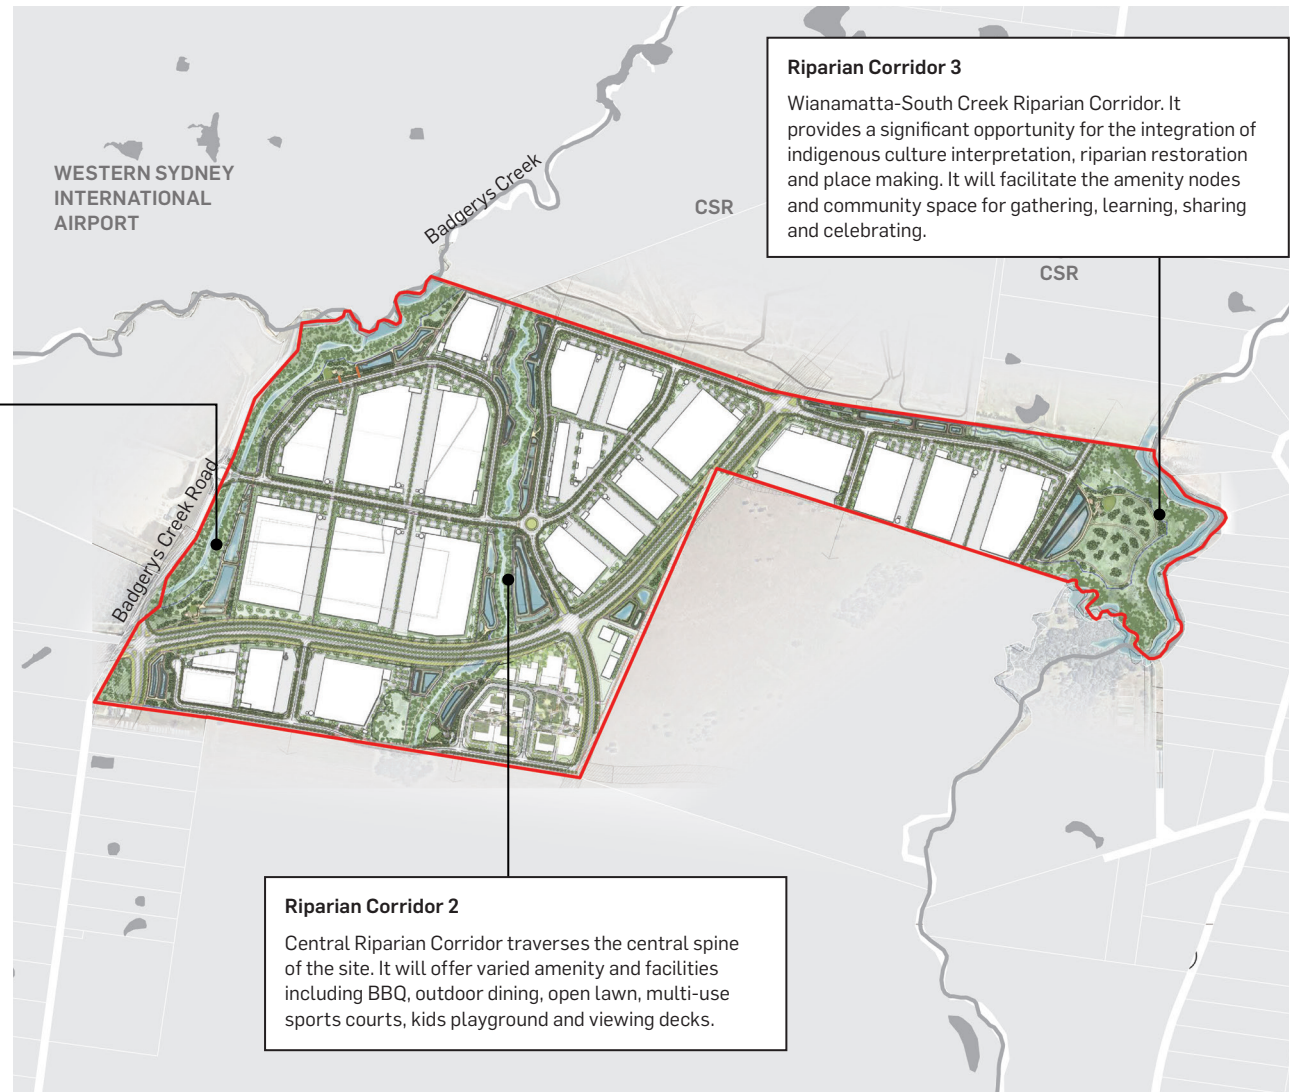 Riparian Corridor 3
Wianamatta-South Creek Riparian Corridor. It
provides a significant opportunity for the integration of
indigenous culture interpretation, riparian restoration
and place making. It will facilitate the amenity nodes
and community space for gathering, learning, sharing
and celebrating.
WESTERN SYDNEY
INTERNATIONAL
AIRPORT
Badgerys Creek
CSR
CSR
Badgerys Creek Road
Riparian Corridor 2
Central Riparian Corridor traverses the central spine
of the site. It will offer varied amenity and facilities
including BBQ, outdoor dining, open lawn, multi-use
sports courts, kids playground and viewing decks.